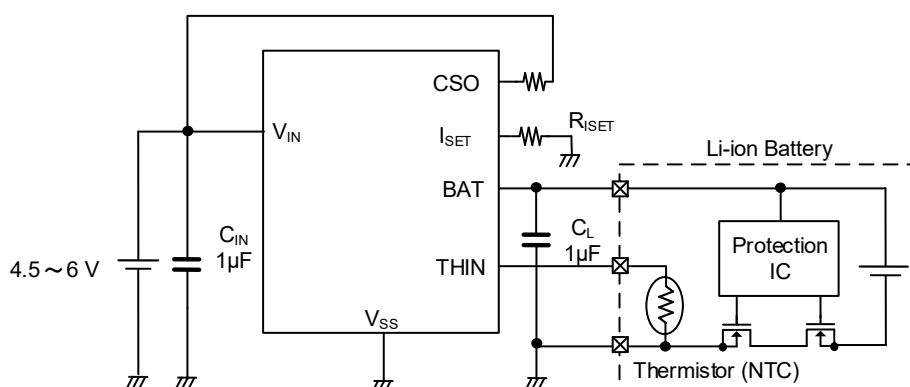 CSO
V_IN
I_SET
R_ISET
Li-ion Battery
BAT
C_IN
1μF
C_L
1μF
Protection
IC
4.5～6 V
THIN
V_SS
Thermistor (NTC)